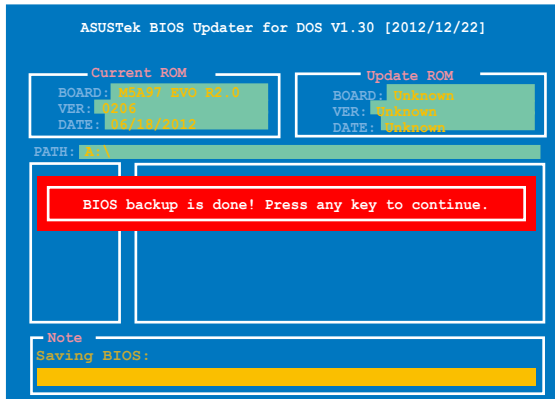 ASUSTek BIOS Updater for DOS V1.30 [2012/12/22]
Current ROM
BOARD: M5A97 EVO R2.0
VER: 0206
DATE: 06/18/2012
Update ROM
BOARD: Unknown
VER: Unknown
DATE: Unknown
PATH: A:\
BIOS backup is done! Press any key to continue.
Note
Saving BIOS: